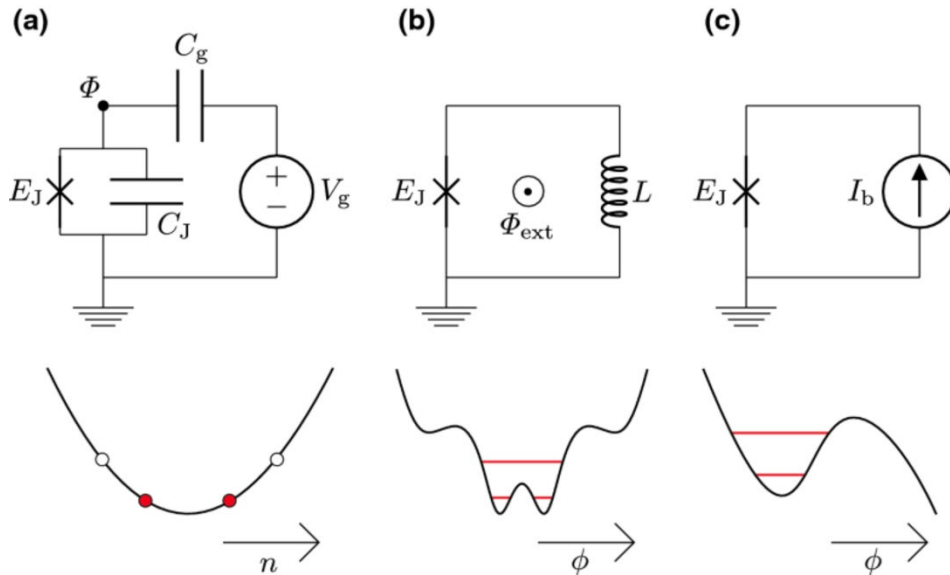 (a)
C_g
Φ
E_J
C_J
+
−
V_g
n
(b)
E_J
Φ_ext
L
ϕ
(c)
E_J
I_b
ϕ